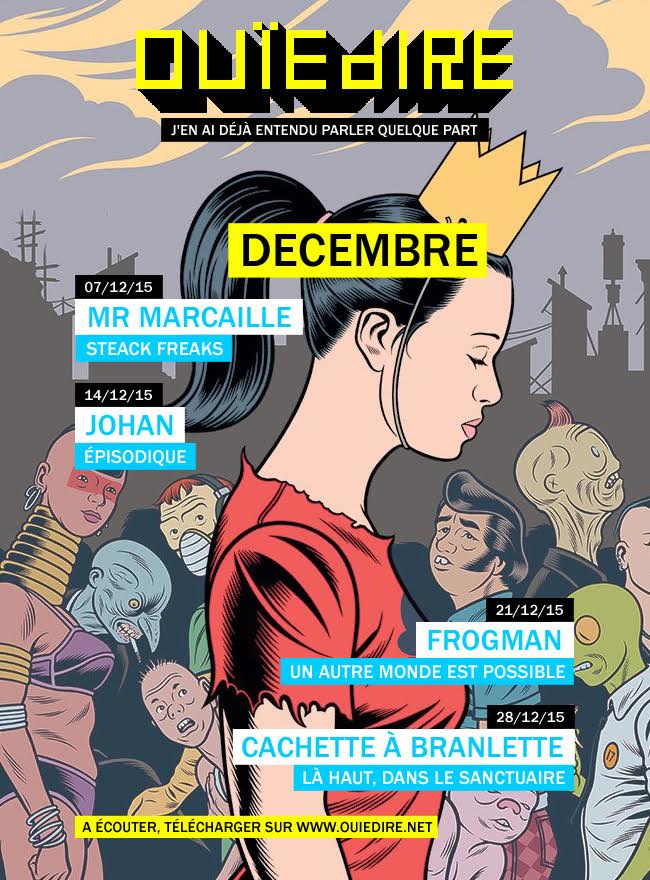 OUÏEDIRE
J'EN AI DÉJÀ ENTENDU PARLER QUELQUE PART
DECEMBRE
07/12/15
MR MARCAILLE
STEACK FREAKS
14/12/15
JOHAN
ÉPISODIQUE
21/12/15
FROGMAN
UN AUTRE MONDE EST POSSIBLE
28/12/15
CACHETTE À BRANLETTE
LÀ HAUT, DANS LE SANCTUAIRE
17
A ÉCOUTER, TÉLÉCHARGER SUR WWW.OUIEDIRE.NET